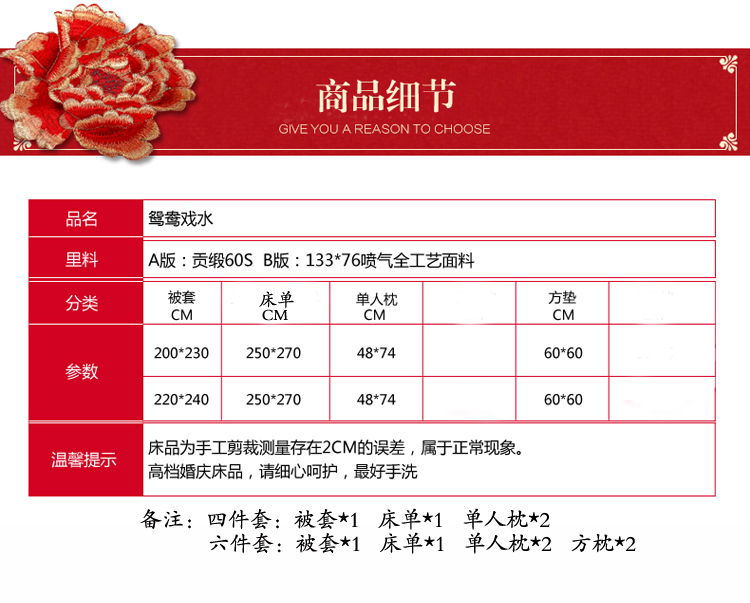 商品细节
GIVE YOU A REASON TO CHOOSE
品名 鸳鸯戏水
里料 A版：贡缎60S B版：133*76喷气全工艺面料
分类 被套 床单 单人枕 方垫
CM CM CM CM
参数 200*230 250*270 48*74 60*60
220*240 250*270 48*74 60*60
温馨提示 床品为手工剪裁测量存在2CM的误差，属于正常现象。
高档婚庆床品，请细心呵护，最好手洗
备注：四件套：被套*1 床单*1 单人枕*2
六件套：被套*1 床单*1 单人枕*2 方枕*2